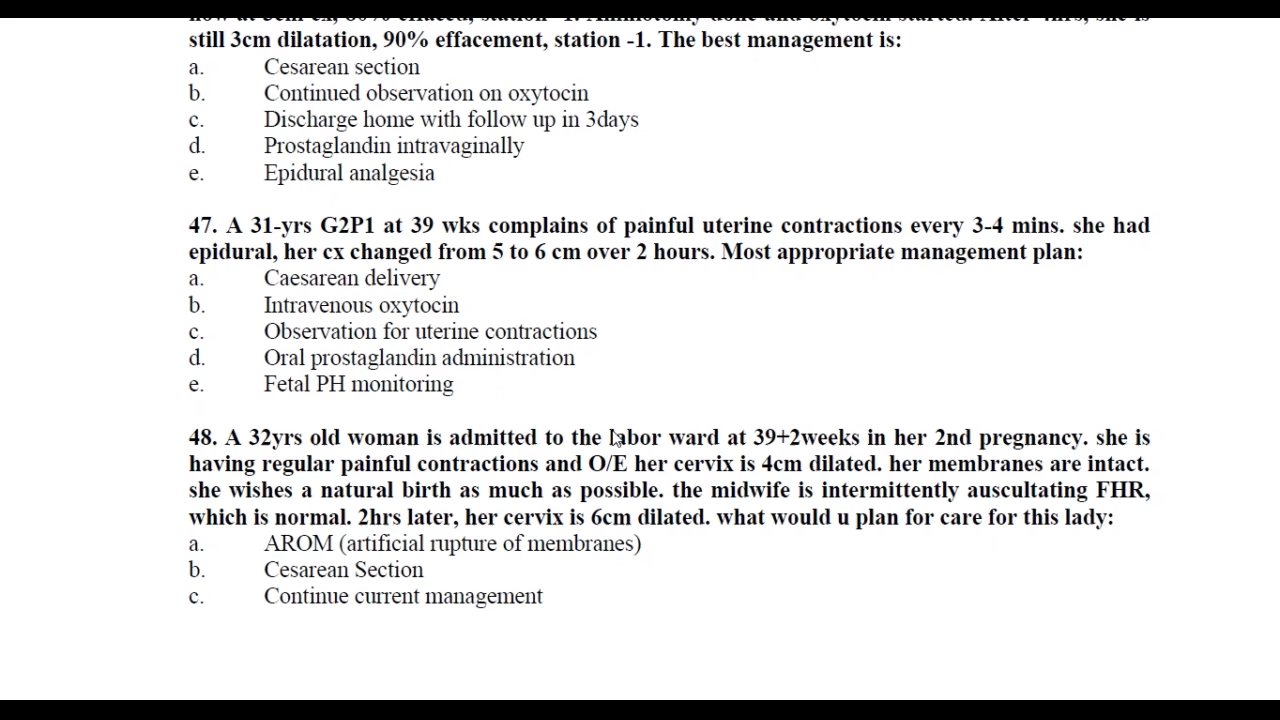 still 3cm dilatation, 90% effacement, station -1. The best management is:
a. Cesarean section
b. Continued observation on oxytocin
c. Discharge home with follow up in 3days
d. Prostaglandin intravaginally
e. Epidural analgesia
47. A 31-yrs G2P1 at 39 wks complains of painful uterine contractions every 3-4 mins. she had
epidural, her cx changed from 5 to 6 cm over 2 hours. Most appropriate management plan:
a. Caesarean delivery
b. Intravenous oxytocin
c. Observation for uterine contractions
d. Oral prostaglandin administration
e. Fetal PH monitoring
48. A 32yrs old woman is admitted to the labor ward at 39+2weeks in her 2nd pregnancy. she is
having regular painful contractions and O/E her cervix is 4cm dilated. her membranes are intact.
she wishes a natural birth as much as possible. the midwife is intermittently auscultating FHR,
which is normal. 2hrs later, her cervix is 6cm dilated. what would u plan for care for this lady:
a. AROM (artificial rupture of membranes)
b. Cesarean Section
c. Continue current management